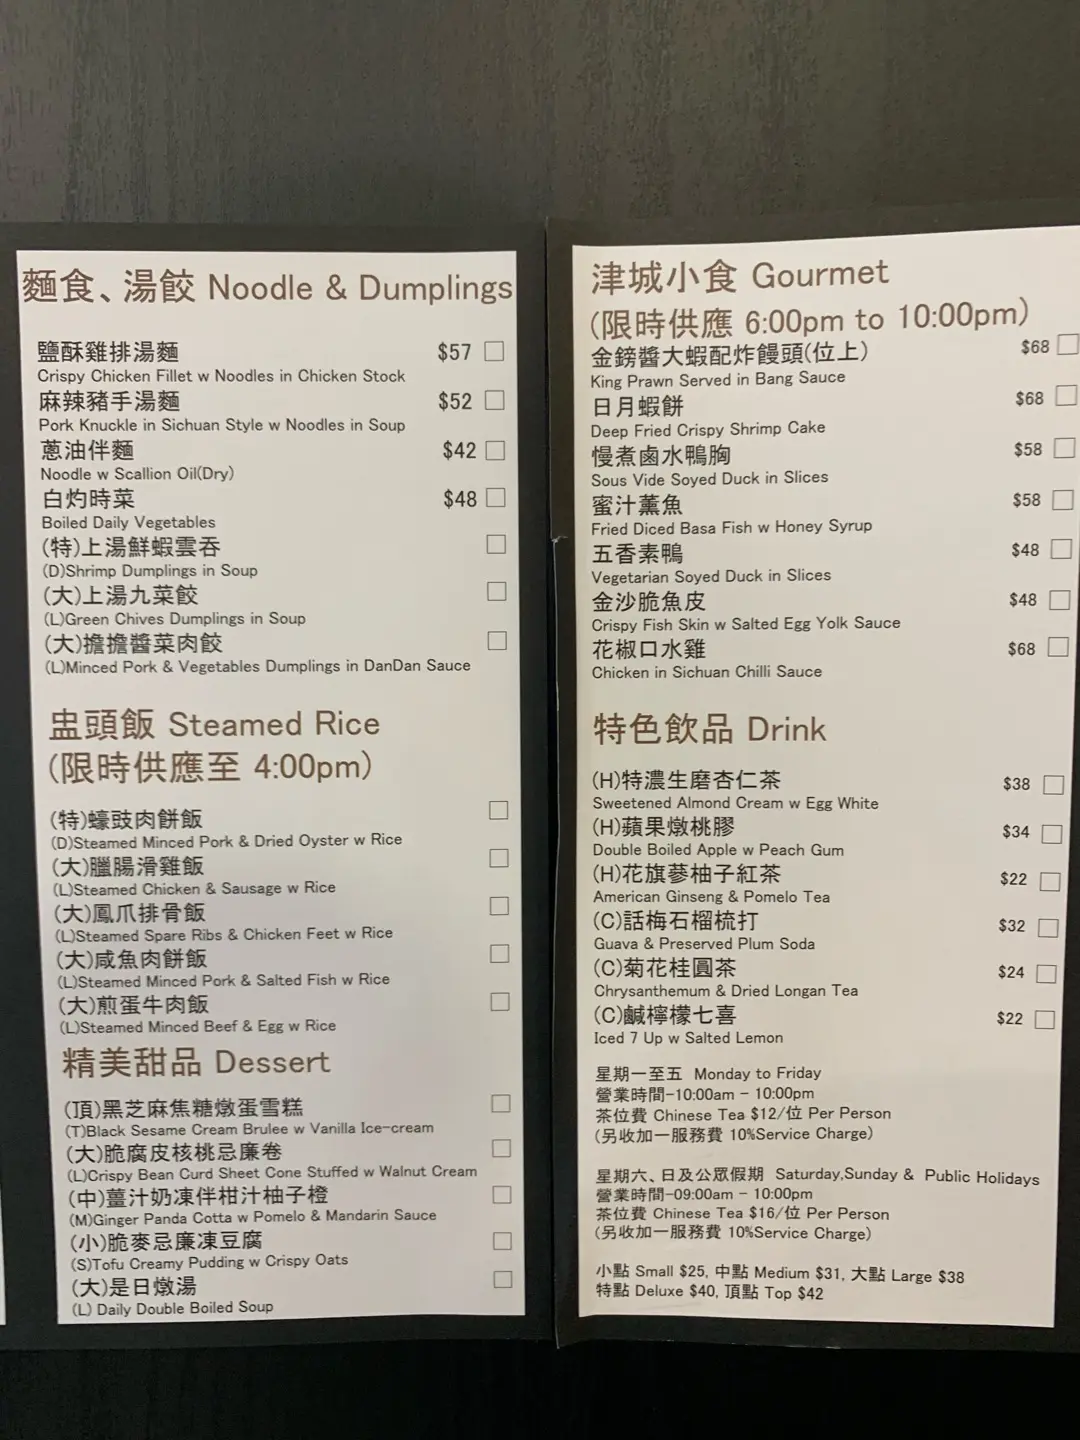 麵食、湯餃 Noodle & Dumplings
鹽酥雞排湯麵 $57
Crispy Chicken Fillet w Noodles in Chicken Stock
麻辣豬手湯麵 $52
Pork Knuckle in Sichuan Style w Noodles in Soup
蔥油伴麵 $42
Noodle w Scallion Oil(Dry)
白灼時菜 $48
Boiled Daily Vegetables
(特)上湯鮮蝦雲吞
(D)Shrimp Dumplings in Soup
(大)上湯九菜餃
(L)Green Chives Dumplings in Soup
(大)擔擔醬菜肉餃
(L)Minced Pork & Vegetables Dumplings in DanDan Sauce
盅頭飯 Steamed Rice
(限時供應至 4:00pm)
(特)蠔豉肉餅飯
(D)Steamed Minced Pork & Dried Oyster w Rice
(大)臘腸滑雞飯
(L)Steamed Chicken & Sausage w Rice
(大)鳳爪排骨飯
(L)Steamed Spare Ribs & Chicken Feet w Rice
(大)咸魚肉餅飯
(L)Steamed Minced Pork & Salted Fish w Rice
(大)煎蛋牛肉飯
(L)Steamed Minced Beef & Egg w Rice
精美甜品 Dessert
(頂)黑芝麻焦糖燉蛋雪糕
(T)Black Sesame Cream Brulee w Vanilla Ice-cream
(大)脆腐皮核桃忌廉卷
(L)Crispy Bean Curd Sheet Cone Stuffed w Walnut Cream
(中)薑汁奶凍伴柑汁柚子橙
(M)Ginger Panda Cotta w Pomelo & Mandarin Sauce
(小)脆麥忌廉凍豆腐
(S)Tofu Creamy Pudding w Crispy Oats
(大)是日燉湯
(L) Daily Double Boiled Soup
津城小食 Gourmet
(限時供應 6:00pm to 10:00pm)
金鎊醬大蝦配炸饅頭(位上) $68
King Prawn Served in Bang Sauce
日月蝦餅 $68
Deep Fried Crispy Shrimp Cake
慢煮鹵水鴨胸 $58
Sous Vide Soyed Duck in Slices
蜜汁薰魚 $58
Fried Diced Basa Fish w Honey Syrup
五香素鴨 $48
Vegetarian Soyed Duck in Slices
金沙脆魚皮 $48
Crispy Fish Skin w Salted Egg Yolk Sauce
花椒口水雞 $68
Chicken in Sichuan Chilli Sauce
特色飲品 Drink
(H)特濃生磨杏仁茶 $38
Sweetened Almond Cream w Egg White
(H)蘋果燉桃膠 $34
Double Boiled Apple w Peach Gum
(H)花旗蔘柚子紅茶 $22
American Ginseng & Pomelo Tea
(C)話梅石榴梳打 $32
Guava & Preserved Plum Soda
(C)菊花桂圓茶 $24
Chrysanthemum & Dried Longan Tea
(C)鹹檸檬七喜 $22
Iced 7 Up w Salted Lemon
星期一至五 Monday to Friday
營業時間-10:00am - 10:00pm
茶位費 Chinese Tea $12/位 Per Person
(另收加一服務費 10%Service Charge)
星期六、日及公眾假期 Saturday,Sunday & Public Holidays
營業時間-09:00am - 10:00pm
茶位費 Chinese Tea $16/位 Per Person
(另收加一服務費 10%Service Charge)
小點 Small $25, 中點 Medium $31, 大點 Large $38
特點 Deluxe $40, 頂點 Top $42